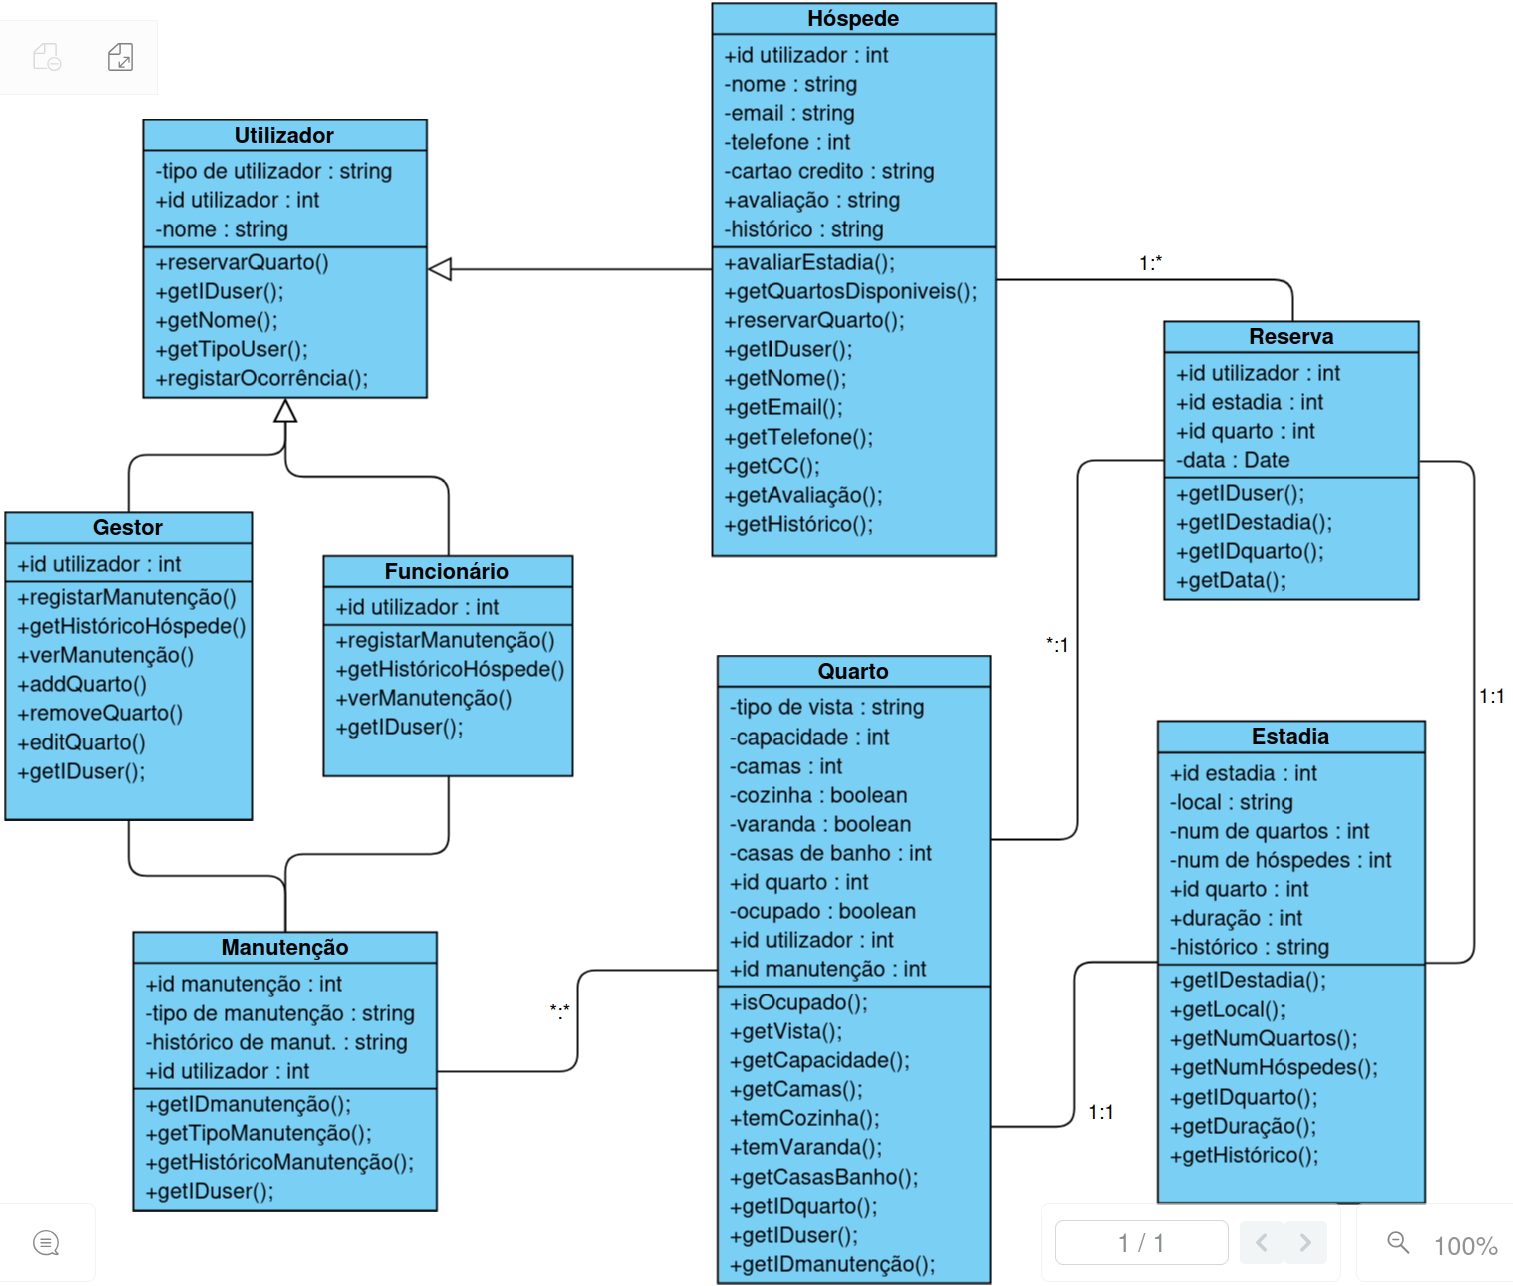 Hóspede
+id utilizador : int
-nome : string
-email : string
-telefone : int
-cartao credito : string
+avaliação : string
-histórico : string
+avaliarEstadia();
+getQuartosDisponiveis();
+reservarQuarto();
+getIDuser();
+getNome();
+getEmail();
+getTelefone();
+getCC();
+getAvaliação();
+getHistórico();
Utilizador
-tipo de utilizador : string
+id utilizador : int
-nome : string
+reservarQuarto()
+getIDuser();
+getNome();
+getTipoUser();
+registarOcorrência();
1:*
Reserva
+id utilizador : int
+id estadia : int
+id quarto : int
-data : Date
+getIDuser();
+getIDestadia();
+getIDquarto();
+getData();
Gestor
+id utilizador : int
+registarManutenção()
+getHistóricoHóspede()
+verManutenção()
+addQuarto()
+removeQuarto()
+editQuarto()
+getIDuser();
Funcionário
+id utilizador : int
+registarManutenção()
+getHistóricoHóspede()
+verManutenção()
+getIDuser();
*:1
1:1
Quarto
-tipo de vista : string
-capacidade : int
-camas : int
-cozinha : boolean
-varanda : boolean
-casas de banho : int
+id quarto : int
-ocupado : boolean
+id utilizador : int
+id manutenção : int
+isOcupado();
+getVista();
+getCapacidade();
+getCamas();
+temCozinha();
+temVaranda();
+getCasasBanho();
+getIDquarto();
+getIDuser();
+getIDmanutenção();
Estadia
+id estadia : int
-local : string
-num de quartos : int
-num de hóspedes : int
+id quarto : int
+duração : int
-histórico : string
+getIDestadia();
+getLocal();
+getNumQuartos();
+getNumHóspedes();
+getIDquarto();
+getDuração();
+getHistórico();
Manutenção
+id manutenção : int
-tipo de manutenção : string
-histórico de manut. : string
+id utilizador : int
+getIDmanutenção();
+getTipoManutenção();
+getHistóricoManutenção();
+getIDuser();
*:*
1:1
1 / 1
100%